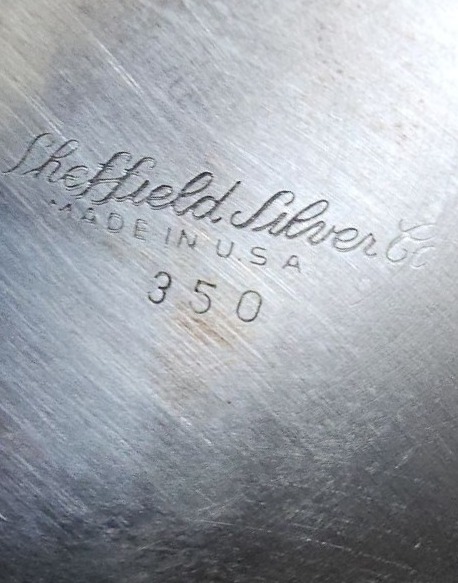 Sheffield Silver Co
MADE IN U.S.A
350